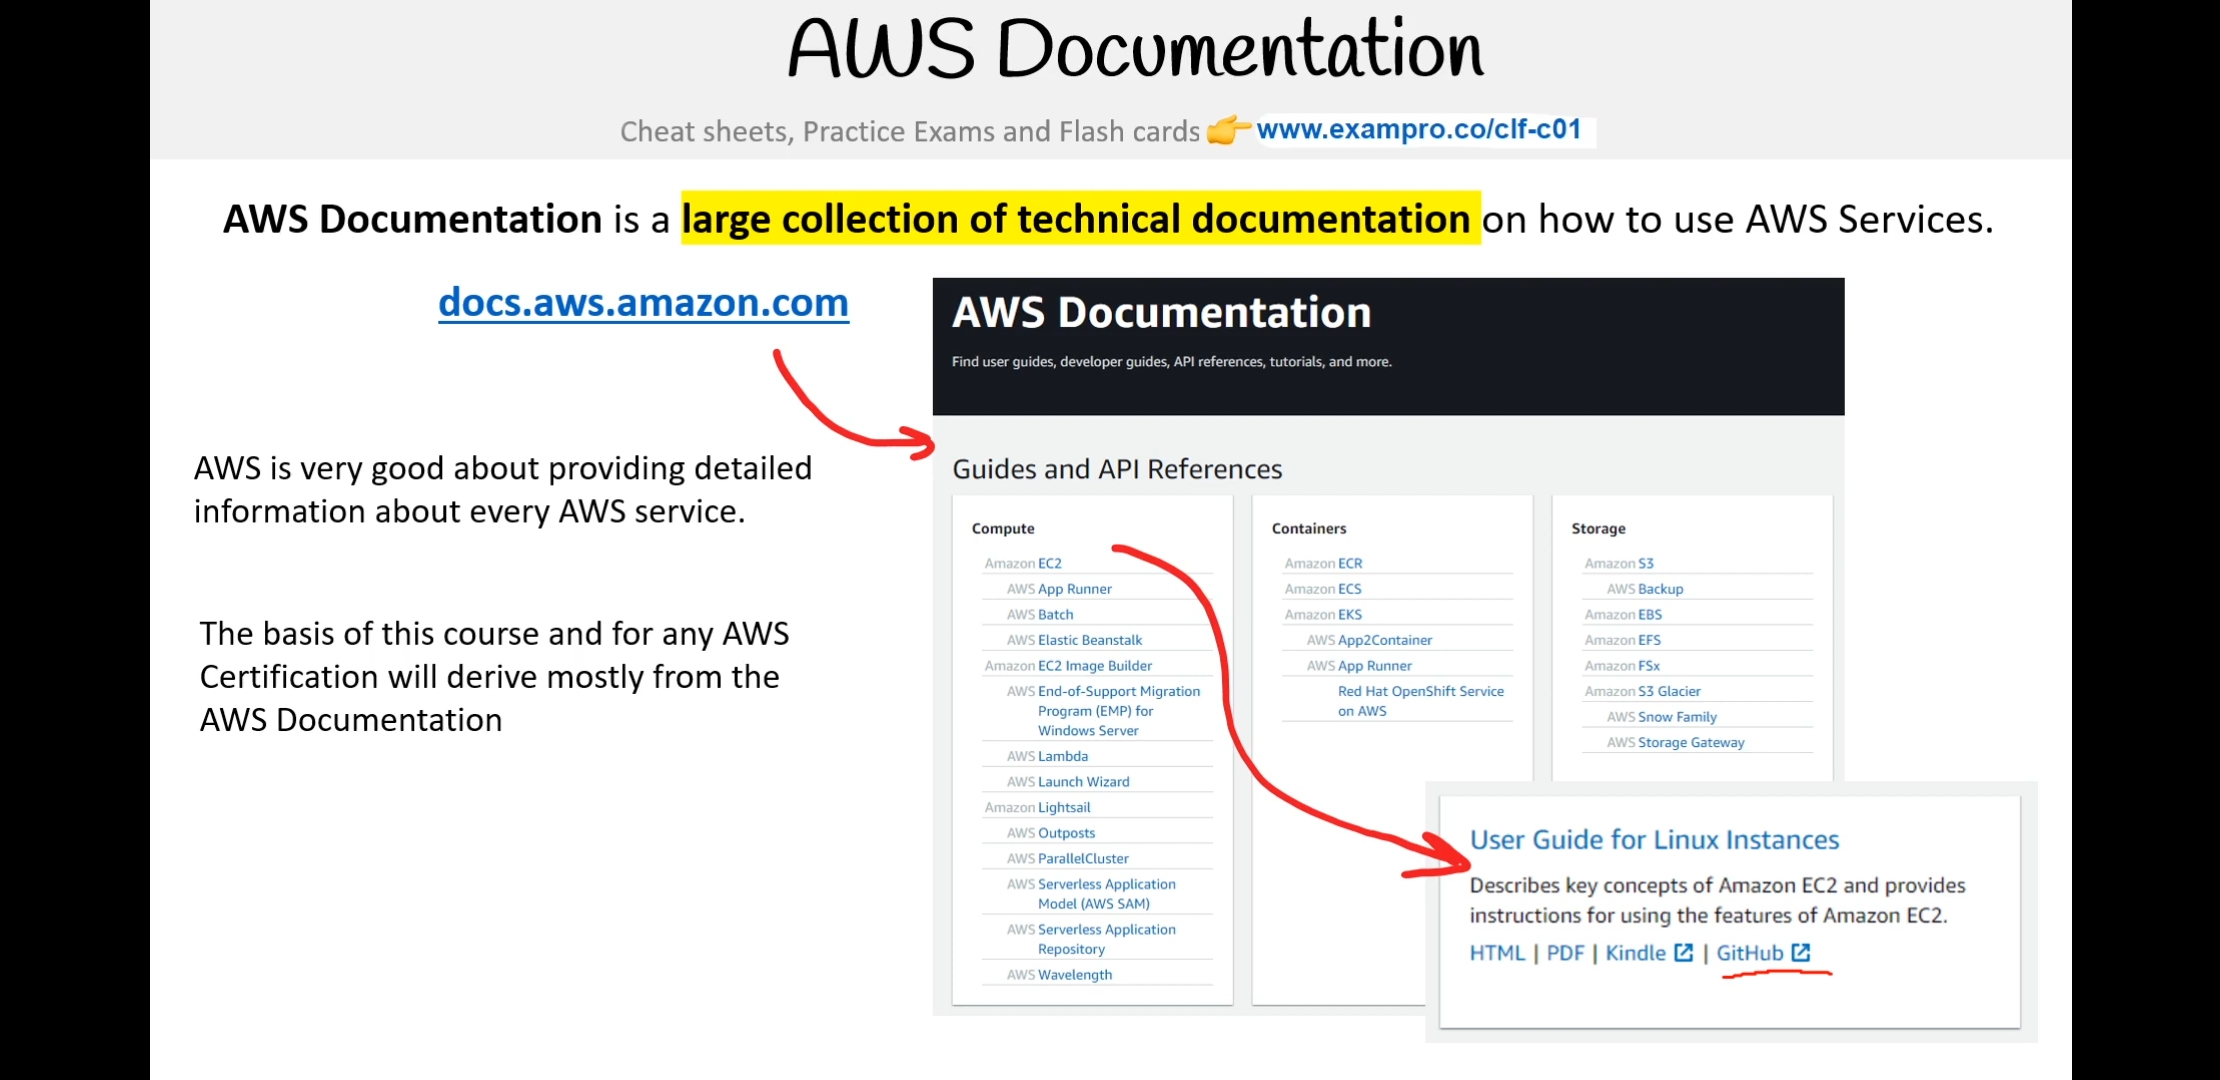 AWS Documentation
Cheat sheets, Practice Exams and Flash cards 👉 www.exampro.co/clf-c01
AWS Documentation is a large collection of technical documentation on how to use AWS Services.
docs.aws.amazon.com
AWS is very good about providing detailed
information about every AWS service.
The basis of this course and for any AWS
Certification will derive mostly from the
AWS Documentation
AWS Documentation
Find user guides, developer guides, API references, tutorials, and more.
Guides and API References
Compute
Amazon EC2
AWS App Runner
AWS Batch
AWS Elastic Beanstalk
Amazon EC2 Image Builder
AWS End-of-Support Migration
Program (EMP) for
Windows Server
AWS Lambda
AWS Launch Wizard
Amazon Lightsail
AWS Outposts
AWS ParallelCluster
AWS Serverless Application
Model (AWS SAM)
AWS Serverless Application
Repository
AWS Wavelength
Containers
Amazon ECR
Amazon ECS
Amazon EKS
AWS App2Container
AWS App Runner
Red Hat OpenShift Service
on AWS
Storage
Amazon S3
AWS Backup
Amazon EBS
Amazon EFS
Amazon FSx
Amazon S3 Glacier
AWS Snow Family
AWS Storage Gateway
User Guide for Linux Instances
Describes key concepts of Amazon EC2 and provides
instructions for using the features of Amazon EC2.
HTML | PDF | Kindle | GitHub